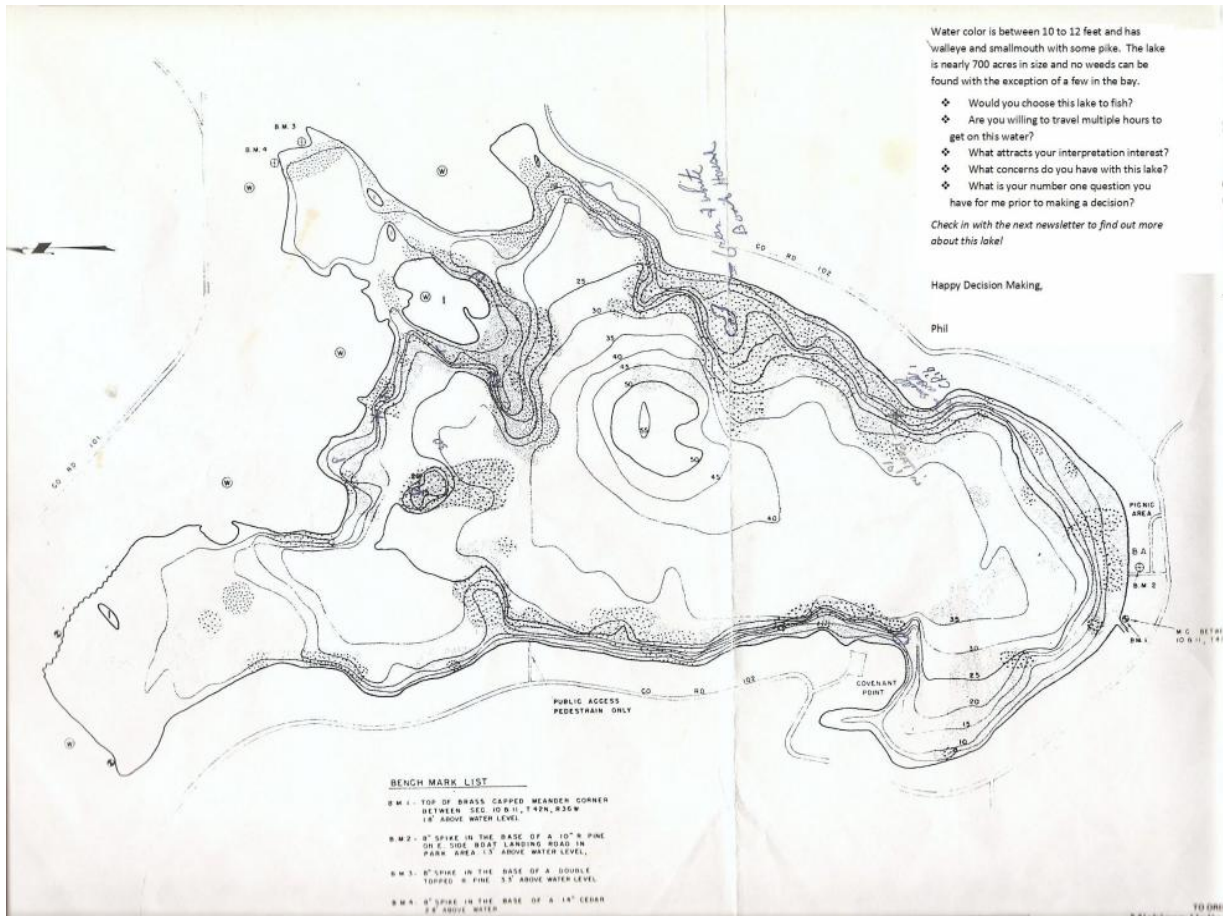 Water color is between 10 to 12 feet and has
walleye and smallmouth with some pike. The lake
is nearly 700 acres in size and no weeds can be
found with the exception of a few in the bay.
❖ Would you choose this lake to fish?
❖ Are you willing to travel multiple hours to
get on this water?
❖ What attracts your interpretation interest?
❖ What concerns do you have with this lake?
❖ What is your number one question you
have for me prior to making a decision?
Check in with the next newsletter to find out more
about this lake!
Happy Decision Making,
Phil
B M. 3
B M. 4
W
W
W
W
W
W
W
I
CO RD 102
CO RD 101
25
30
35
40
45
50
55
50
45
40
PICNIC
AREA
B A
B M 2
B M. 1
35
30
25
20
15
10
COVENANT
POINT
CO RD 102
PUBLIC ACCESS
PEDESTRAIN ONLY
BENCH MARK LIST
B M 1 - TOP OF BRASS CAPPED MEANDER CORNER
BETWEEN SEC. 10 & 11, T 42N, R36W
1.8' ABOVE WATER LEVEL
B M 2 - 8" SPIKE IN THE BASE OF A 10" R PINE
ON E. SIDE BOAT LANDING ROAD IN
PARK AREA 1.3' ABOVE WATER LEVEL,
B M 3 - 8" SPIKE IN THE BASE OF A DOUBLE
TOPPED R PINE 3.3' ABOVE WATER LEVEL
B M 4 - 8" SPIKE IN THE BASE OF A 14" CEDAR
ABOVE WATER